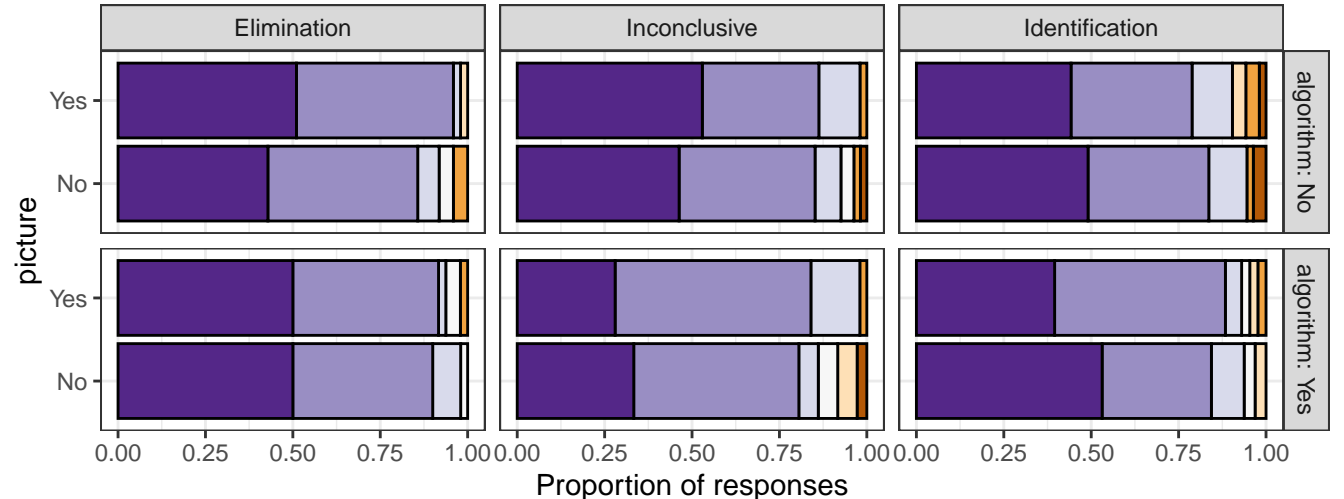 Elimination
Inconclusive
Identification
Yes
No
algorithm: No
Yes
No
algorithm: Yes
picture
0.00 0.25 0.50 0.75 1.00
0.00 0.25 0.50 0.75 1.00
0.00 0.25 0.50 0.75 1.00
Proportion of responses